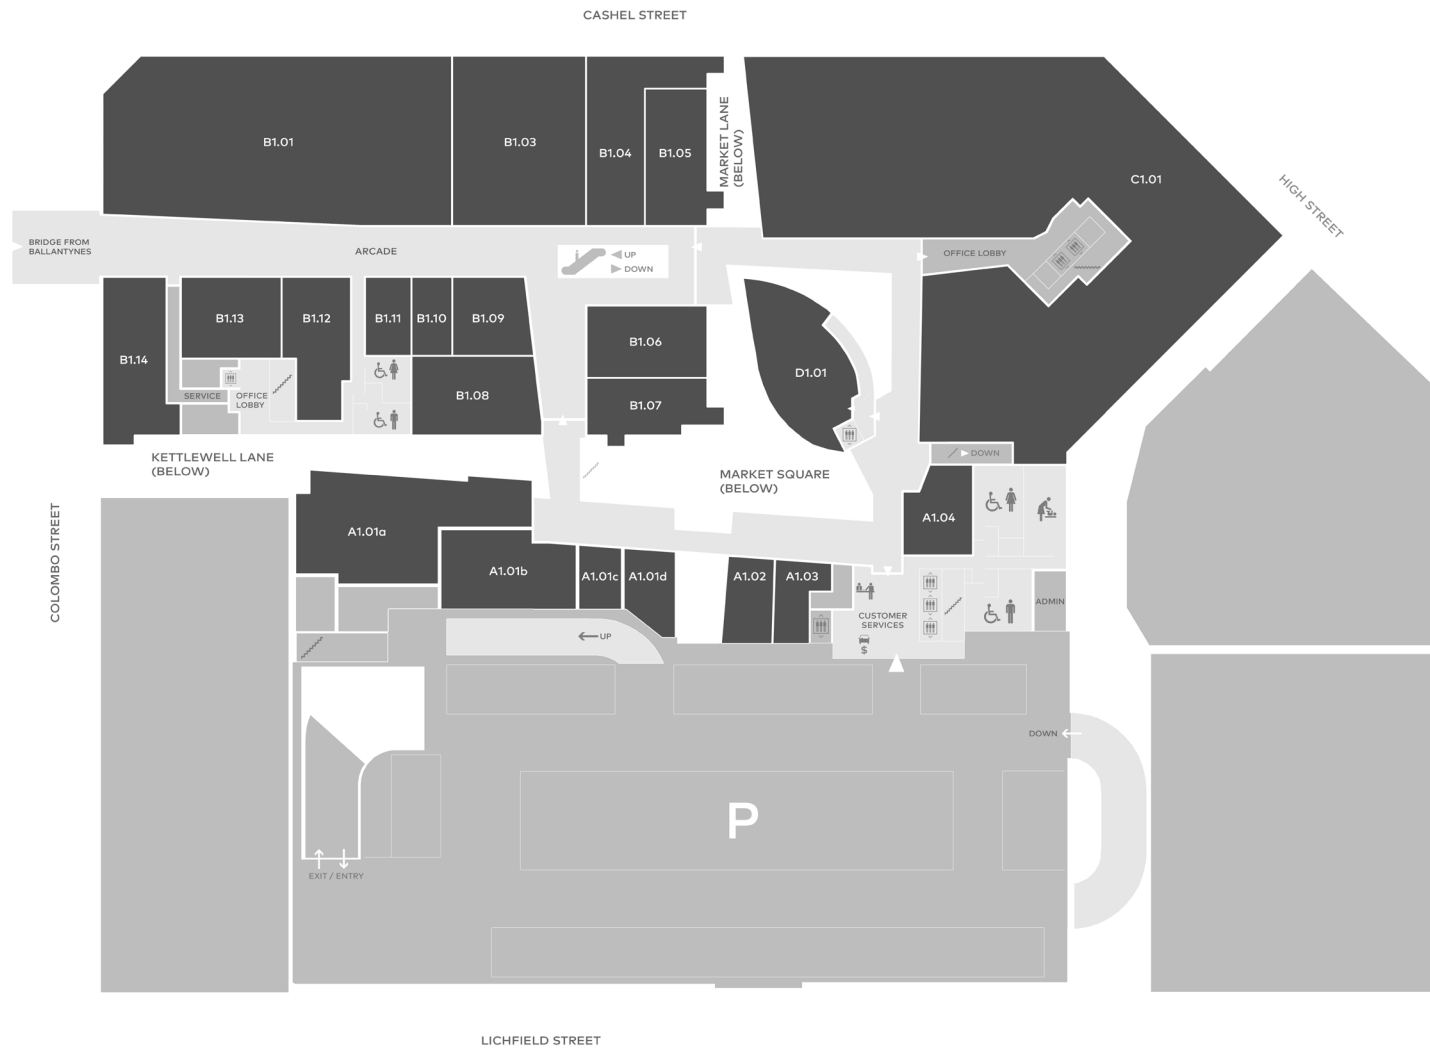 CASHEL STREET
B1.01
B1.03
B1.04
B1.05
MARKET LANE
(BELOW)
C1.01
HIGH STREET
BRIDGE FROM
BALLANTYNES
ARCADE
UP
DOWN
OFFICE LOBBY
B1.14
B1.13
B1.12
B1.11
B1.10
B1.09
B1.06
D1.01
SERVICE
OFFICE
LOBBY
B1.08
B1.07
KETTLEWELL LANE
(BELOW)
MARKET SQUARE
(BELOW)
DOWN
COLOMBO STREET
A1.01a
A1.04
A1.01b
A1.01c
A1.01d
A1.02
A1.03
CUSTOMER
SERVICES
$
ADMIN
UP
DOWN
P
EXIT / ENTRY
LICHFIELD STREET